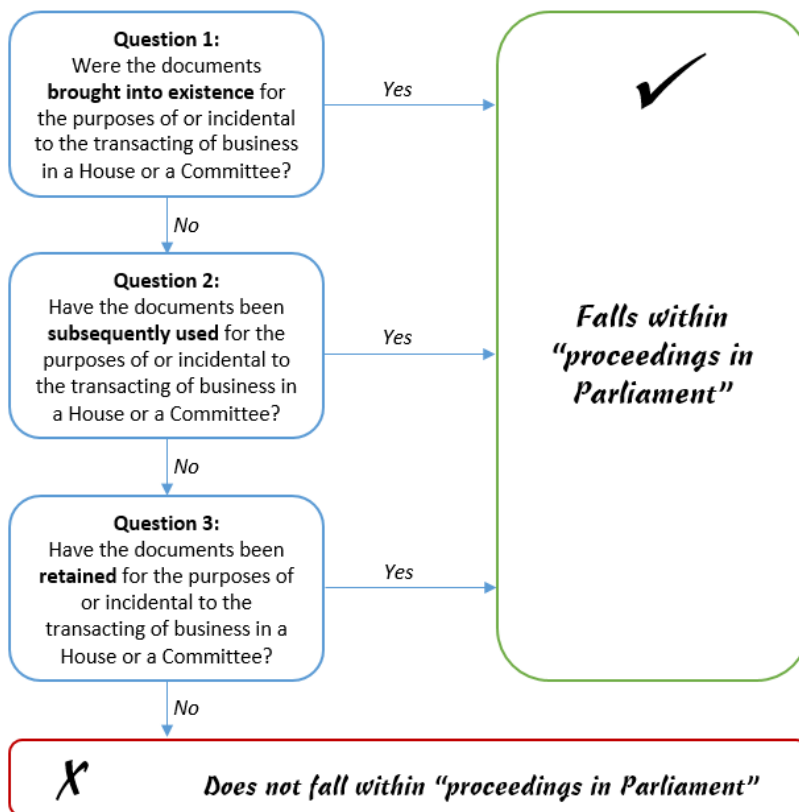 Question 1:
Were the documents
brought into existence for
the purposes of or incidental
to the transacting of business
in a House or a Committee?
Yes
No
Question 2:
Have the documents been
subsequently used for the
purposes of or incidental to
the transacting of business in
a House or a Committee?
Yes
Falls within
“proceedings in
Parliament”
No
Question 3:
Have the documents been
retained for the purposes of
or incidental to the
transacting of business in a
House or a Committee?
Yes
No
Does not fall within “proceedings in Parliament”